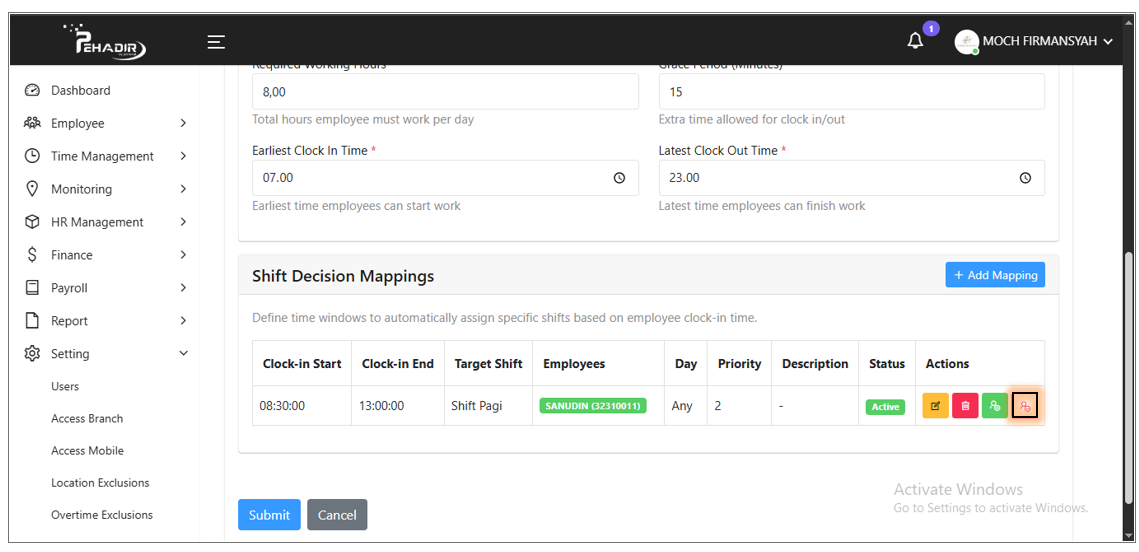 PEHADIR
1
MOCH FIRMANSYAH
Dashboard
Employee
Time Management
Monitoring
HR Management
Finance
Payroll
Report
Setting
Users
Access Branch
Access Mobile
Location Exclusions
Overtime Exclusions
Required Working Hours Grace Period (Minutes)
8,00 15
Total hours employee must work per day Extra time allowed for clock in/out
Earliest Clock In Time * Latest Clock Out Time *
07.00 23.00
Earliest time employees can start work Latest time employees can finish work
Shift Decision Mappings + Add Mapping
Define time windows to automatically assign specific shifts based on employee clock-in time.
Clock-in Start Clock-in End Target Shift Employees Day Priority Description Status Actions
08:30:00 13:00:00 Shift Pagi SANUDIN (32310011) Any 2 - Active
Submit Cancel
Activate Windows
Go to Settings to activate Windows.